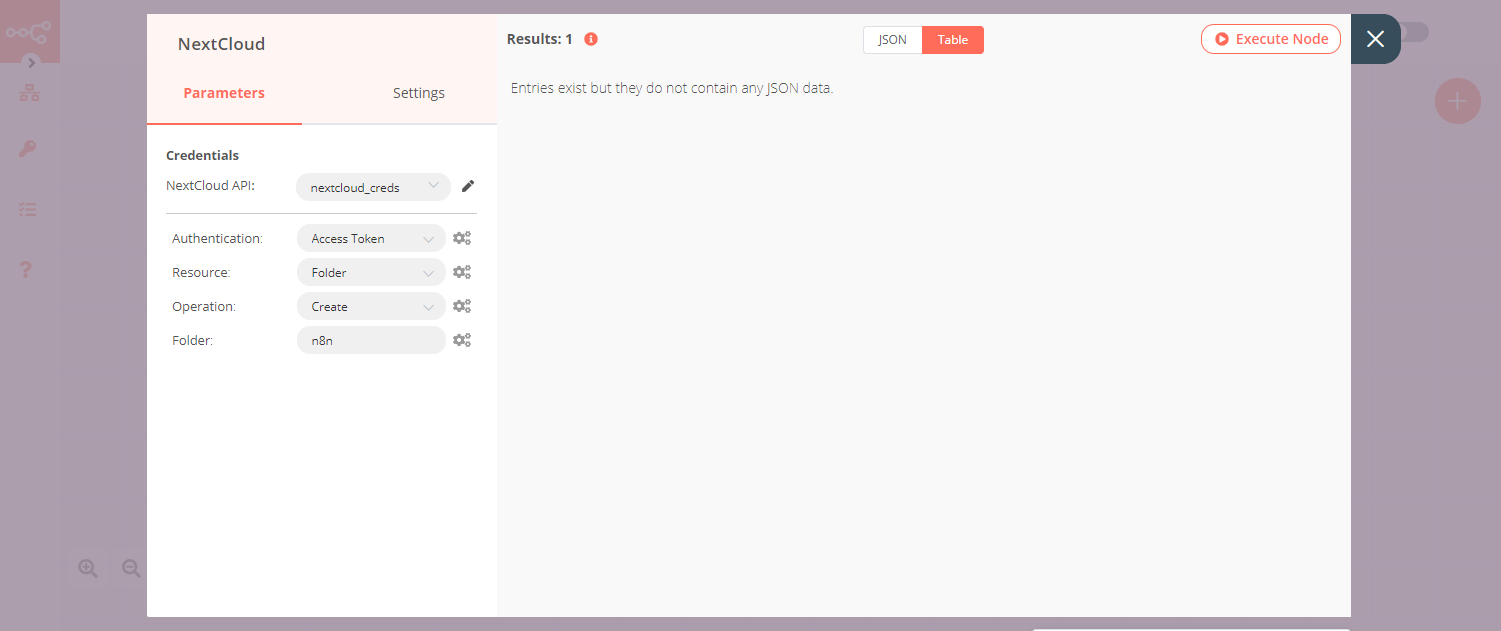 NextCloud
Parameters
Settings
Credentials
NextCloud API:
nextcloud_creds
Authentication:
Access Token
Resource:
Folder
Operation:
Create
Folder:
n8n
Results: 1
JSON
Table
Execute Node
Entries exist but they do not contain any JSON data.